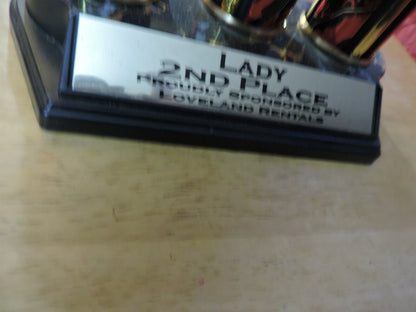 LADY
2ND PLACE
PROUDLY SPONSORED BY
LOVELAND RENTALS